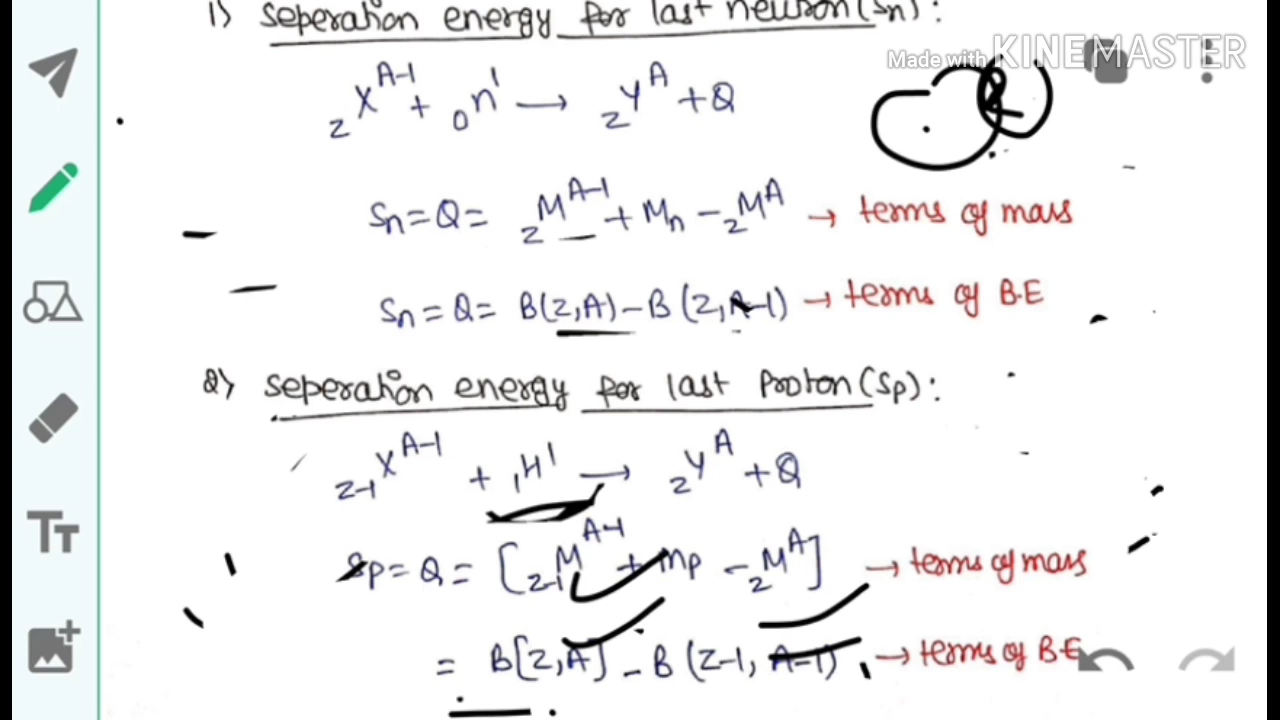 1) seperation energy for last neutron (Sn):
Made with KINEMASTER
zX^A-1 + 0n^1 → zY^A + Q
Sn = Q = zM^A-1 + Mn - zM^A → terms of mass
Sn = Q = B(Z,A) - B(Z,A-1) → terms of B.E
2) seperation energy for last Proton (Sp):
z-1X^A-1 + 1H^1 → zY^A + Q
Sp = Q = [z-1M^A-1 + mp - zM^A] → terms of mass
= B[Z,A] - B(Z-1, A-1) → terms of B.E
TT